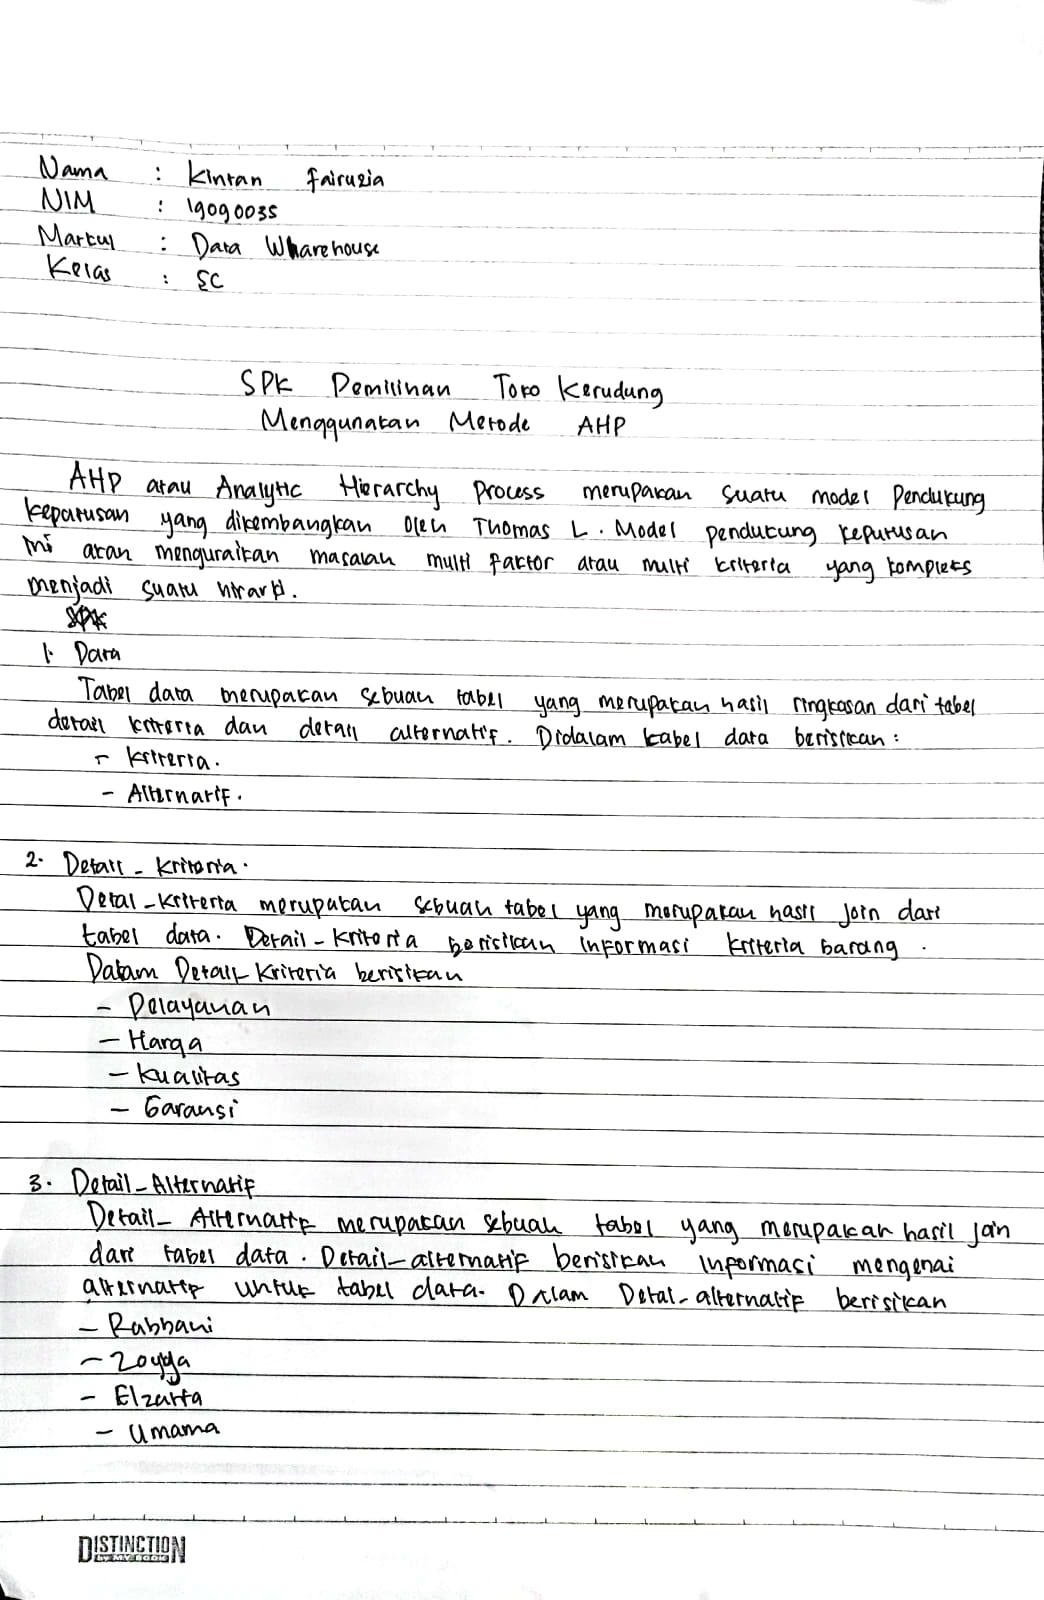 Nama : Kintan Fairuzia
NIM : 19090035
Matkul : Data Wharehouse
Kelas : 5C
SPK Pemilihan Toko Kerudung
Menggunakan Metode AHP
AHP atau Analytic Hierarchy Process merupakan suatu model Pendukung
keputusan yang dikembangkan oleh Thomas L. Model pendukung keputusan
ini akan menguraikan masalah multi factor atau multi kriteria yang kompleks
menjadi suatu hirarki.
1. Data
Tabel data merupakan sebuah tabel yang merupakan hasil ringkasan dari tabel
detail kriteria dan detail alternatif. Didalam tabel data berisikan :
- Kriteria.
- Alternatif.
2. Detail - Kriteria.
Detal - Kriteria merupakan sebuah tabel yang merupakan hasil join dari
tabel data. Detail - Kriteria berisikan informasi kriteria barang .
Dalam Detail Kriteria berisikan
- Pelayanan
- Harga
- Kualitas
- Garansi
3. Detail - Alternatif
Detail - Alternatif merupakan sebuah tabel yang merupakan hasil join
dari tabel data . Detail - alternatif berisikan informasi mengenai
alternatif untuk tabel data. Dalam Detal - alternatif berisikan
- Rabbani
- Zoyya
- Elzatta
- Umama
DISTINCTION
BY MY BOOK